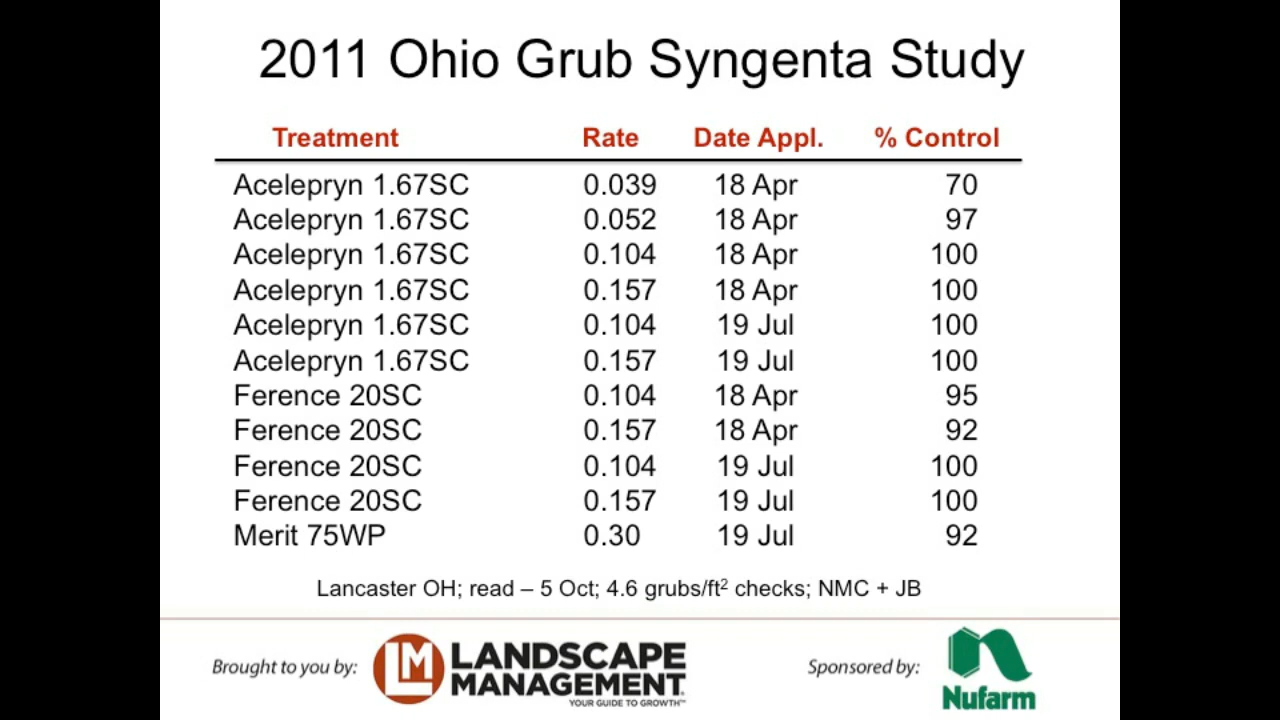 2011 Ohio Grub Syngenta Study
Treatment Rate Date Appl. % Control
Acelepryn 1.67SC 0.039 18 Apr 70
Acelepryn 1.67SC 0.052 18 Apr 97
Acelepryn 1.67SC 0.104 18 Apr 100
Acelepryn 1.67SC 0.157 18 Apr 100
Acelepryn 1.67SC 0.104 19 Jul 100
Acelepryn 1.67SC 0.157 19 Jul 100
Ference 20SC 0.104 18 Apr 95
Ference 20SC 0.157 18 Apr 92
Ference 20SC 0.104 19 Jul 100
Ference 20SC 0.157 19 Jul 100
Merit 75WP 0.30 19 Jul 92
Lancaster OH; read – 5 Oct; 4.6 grubs/ft² checks; NMC + JB
Brought to you by:
LM
LANDSCAPE
MANAGEMENT
YOUR GUIDE TO GROWTH™
Sponsored by:
Nufarm